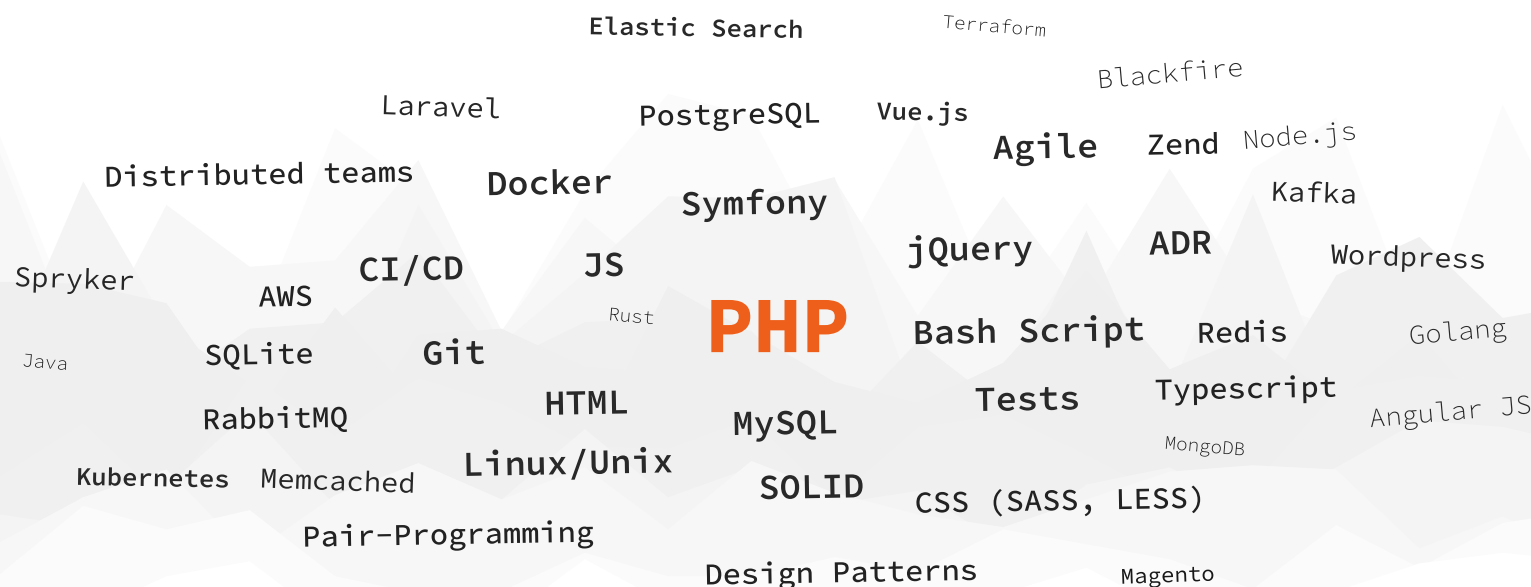 Elastic Search
Terraform
Blackfire
Laravel
PostgreSQL
Vue.js
Agile
Zend
Node.js
Distributed teams
Docker
Symfony
Kafka
Spryker
AWS
CI/CD
JS
jQuery
ADR
Wordpress
Rust
PHP
Bash Script
Redis
Golang
Java
SQLite
Git
HTML
MySQL
Tests
Typescript
Angular JS
RabbitMQ
MongoDB
Kubernetes
Memcached
Linux/Unix
SOLID
CSS (SASS, LESS)
Pair-Programming
Design Patterns
Magento